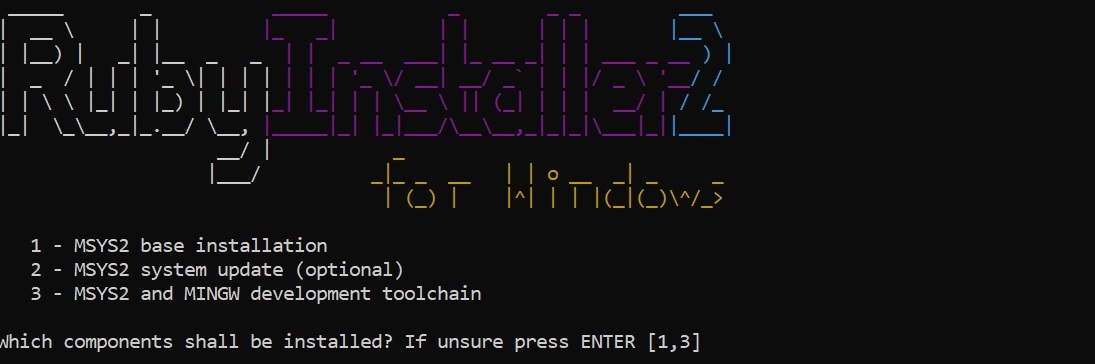 RubyInstaller2
for Windows
1 - MSYS2 base installation
2 - MSYS2 system update (optional)
3 - MSYS2 and MINGW development toolchain
Which components shall be installed? If unsure press ENTER [1,3]